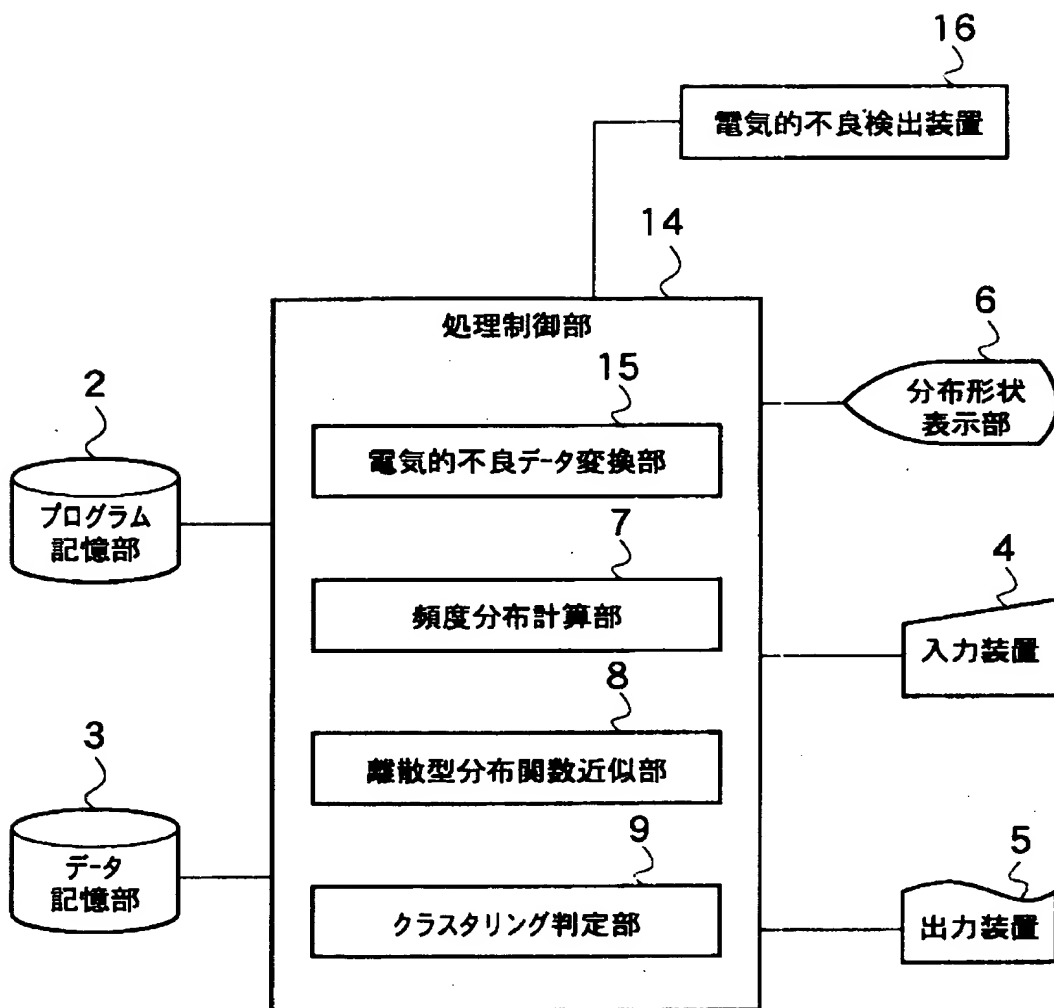 16
電気的不良検出装置
14
処理制御部
6
分布形状
表示部
15
電気的不良データ変換部
2
プログラム
記憶部
7
頻度分布計算部
4
入力装置
8
離散型分布関数近似部
3
データ
記憶部
9
クラスタリング判定部
5
出力装置